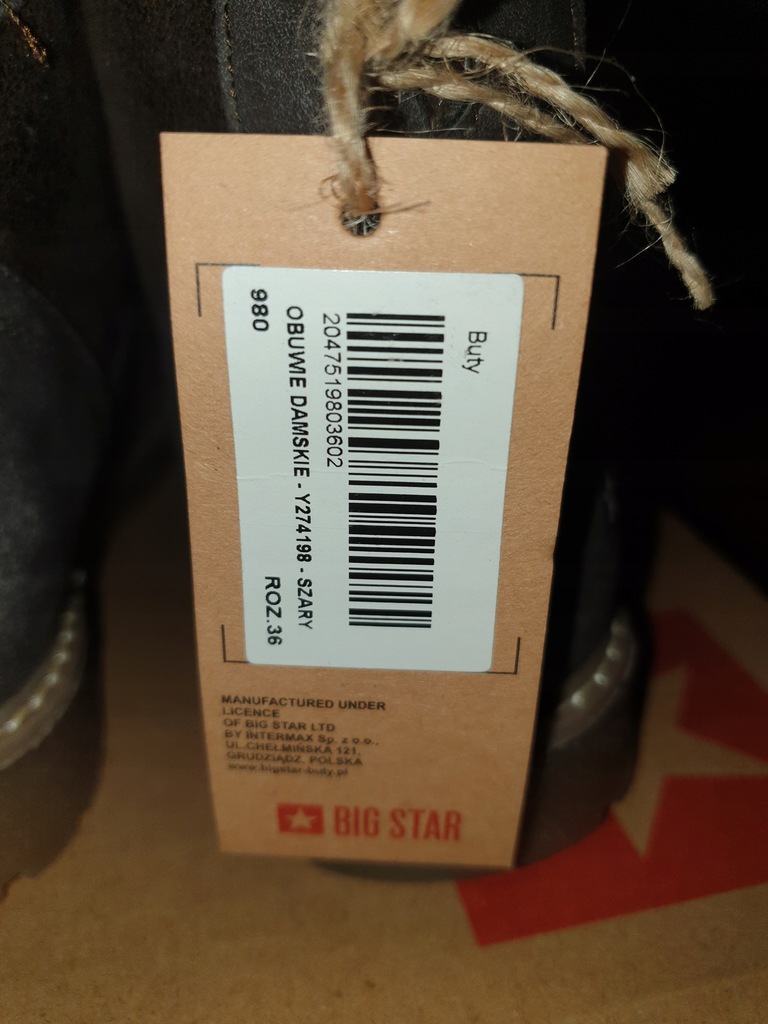 Buty
2047519803602
OBUWIE DAMSKIE - Y274198 - SZARY
980
ROZ.36
MANUFACTURED UNDER
LICENCE
OF BIG STAR LTD
BY INTERMAX Sp. z o.o.,
UL.CHEŁMIŃSKA 121,
GRUDZIĄDZ, POLSKA
www.bigstar-buty.pl
BIG STAR